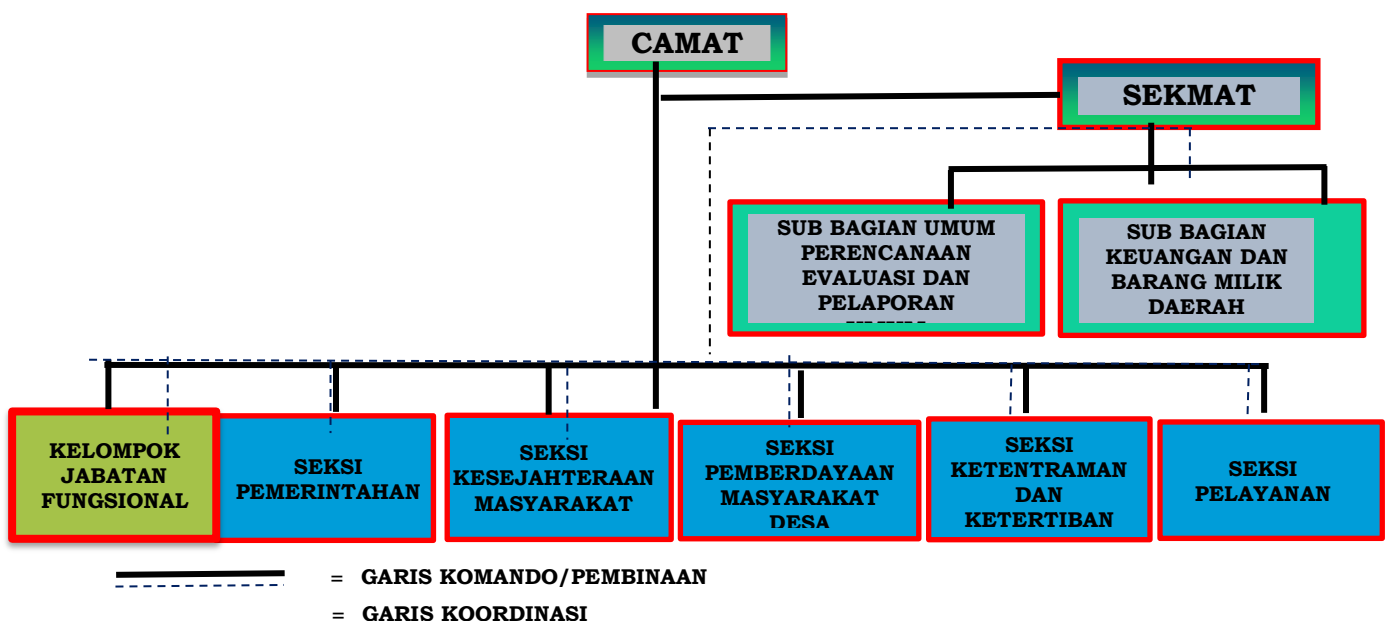 CAMAT
SEKMAT
SUB BAGIAN UMUM
PERENCANAAN
EVALUASI DAN
PELAPORAN
SUB BAGIAN
KEUANGAN DAN
BARANG MILIK
DAERAH
KELOMPOK
JABATAN
FUNGSIONAL
SEKSI
PEMERINTAHAN
SEKSI
KESEJAHTERAAN
MASYARAKAT
SEKSI
PEMBERDAYAAN
MASYARAKAT
DESA
SEKSI
KETENTRAMAN
DAN
KETERTIBAN
SEKSI
PELAYANAN
= GARIS KOMANDO/PEMBINAAN
= GARIS KOORDINASI